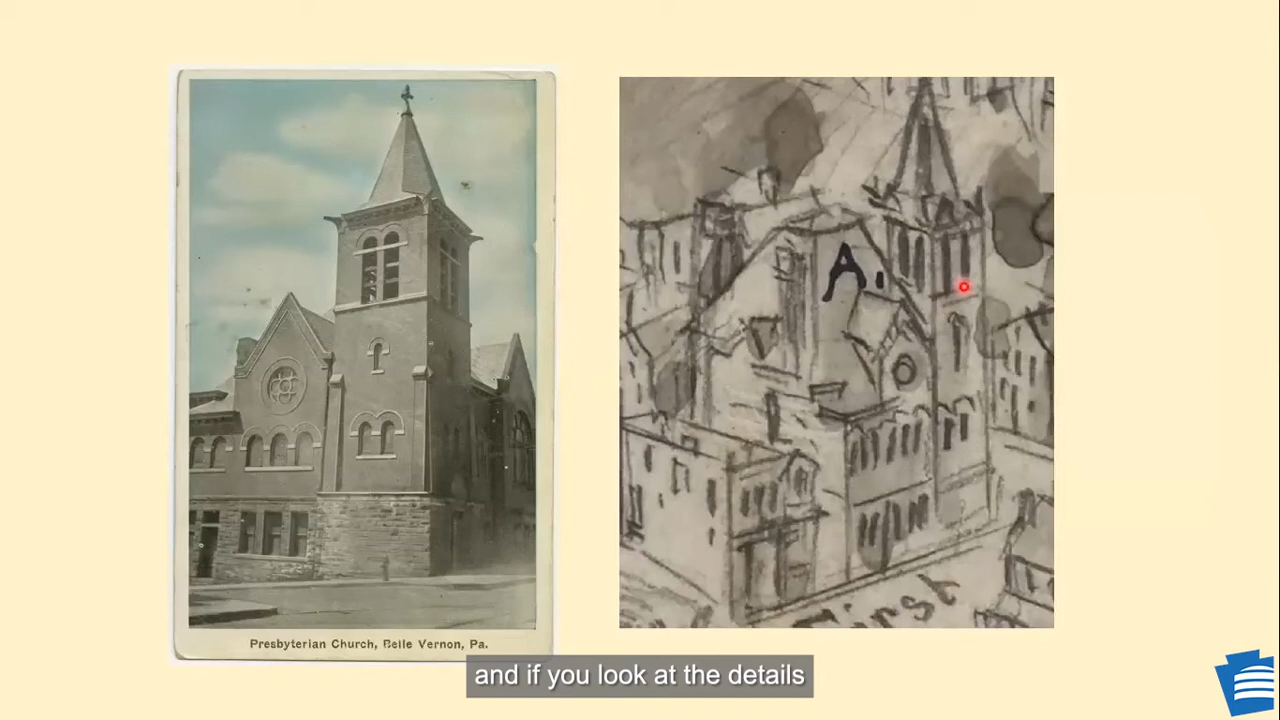 Presbyterian Church, Belle Vernon, Pa.
A.
First
and if you look at the details